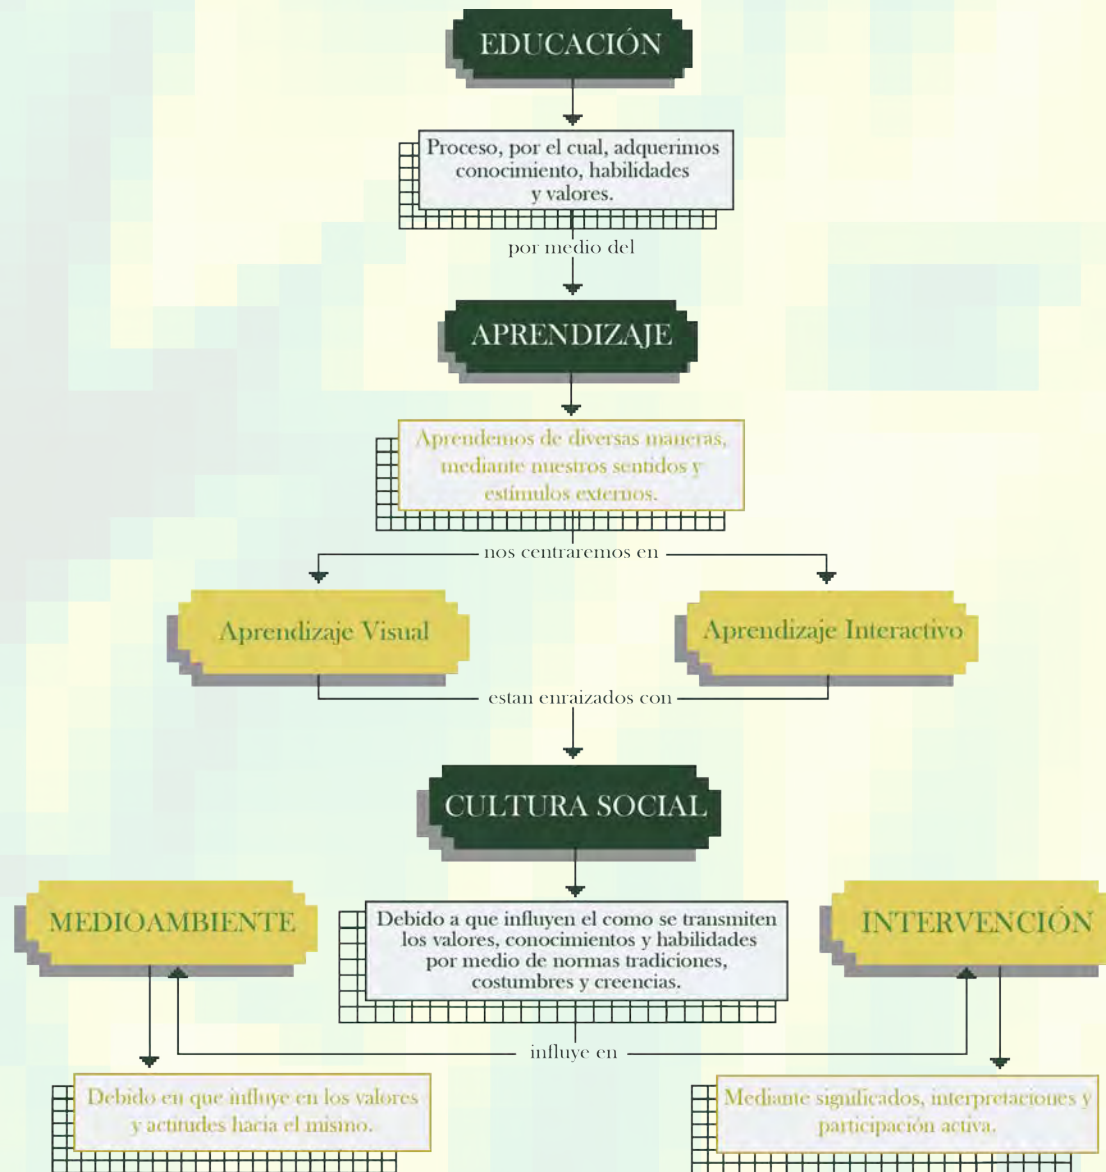 EDUCACIÓN
Proceso, por el cual, adquerimos
conocimiento, habilidades
y valores.
por medio del
APRENDIZAJE
Aprendemos de diversas maneras,
mediante nuestros sentidos y
estímulos externos.
nos centraremos en
Aprendizaje Visual
Aprendizaje Interactivo
estan enraizados con
CULTURA SOCIAL
MEDIOAMBIENTE
Debido a que influyen el como se transmiten
los valores, conocimientos y habilidades
por medio de normas tradiciones,
costumbres y creencias.
INTERVENCIÓN
influye en
Debido en que influye en los valores
y actitudes hacia el mismo.
Mediante significados, interpretaciones y
participación activa.